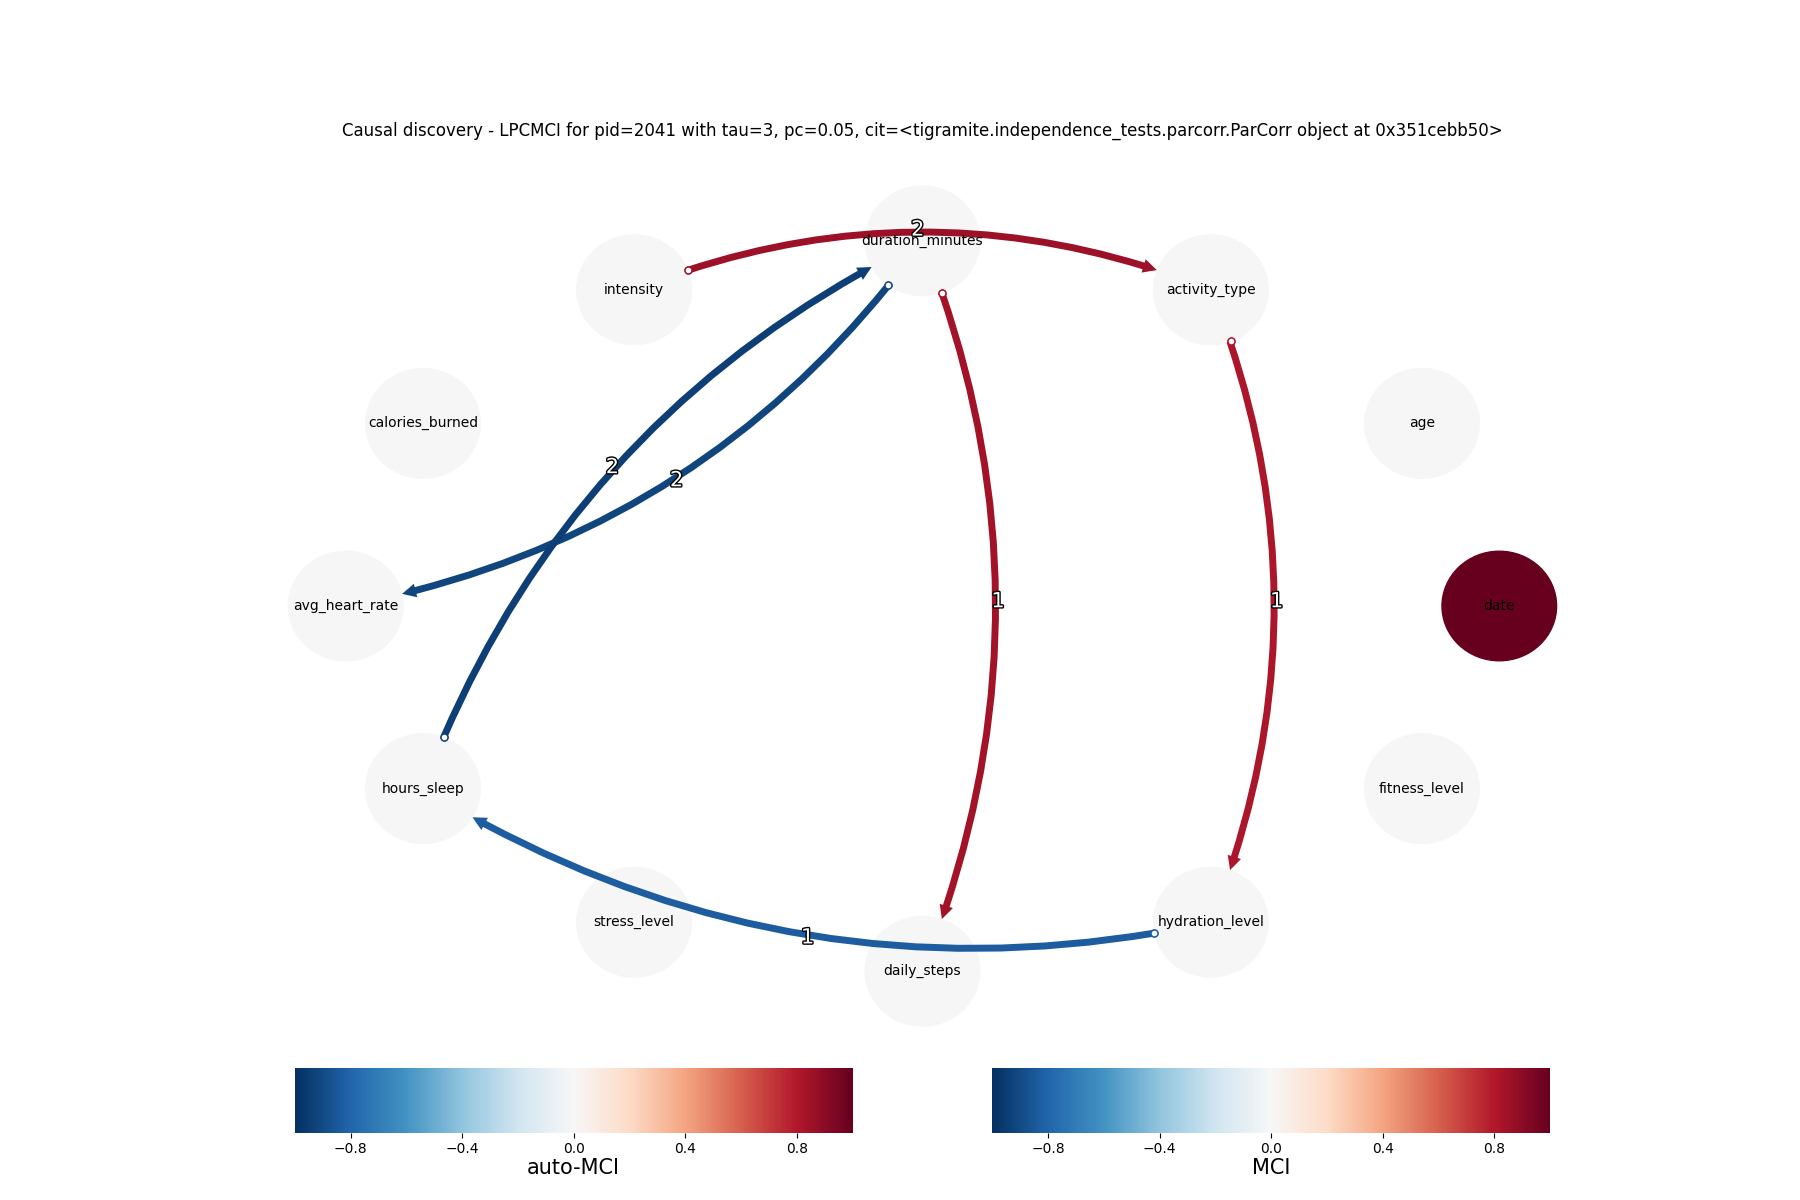 Causal discovery - LPCMCI for pid=2041 with tau=3, pc=0.05, cit=<tigramite.independence_tests.parcorr.ParCorr object at 0x351cebb50>
2
duration_minutes
intensity
activity_type
calories_burned
age
2
2
avg_heart_rate
1
1
date
hours_sleep
fitness_level
stress_level
1
hydration_level
daily_steps
−0.8 −0.4 0.0 0.4 0.8
auto-MCI
−0.8 −0.4 0.0 0.4 0.8
MCI